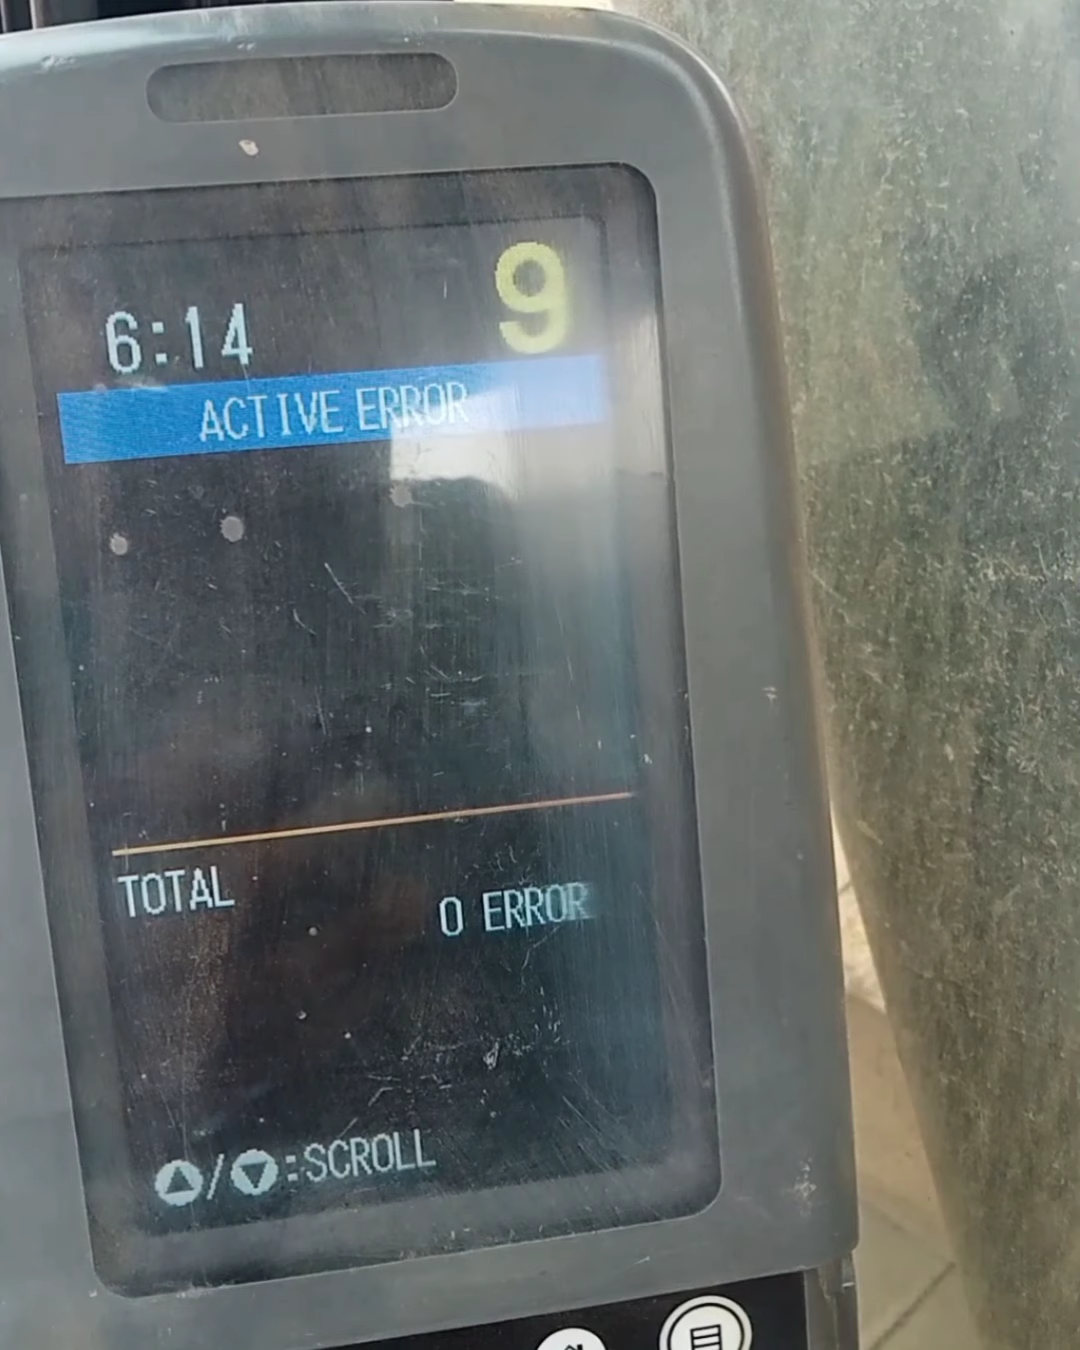 9
6:14
ACTIVE ERROR
TOTAL
0 ERROR
/ :SCROLL